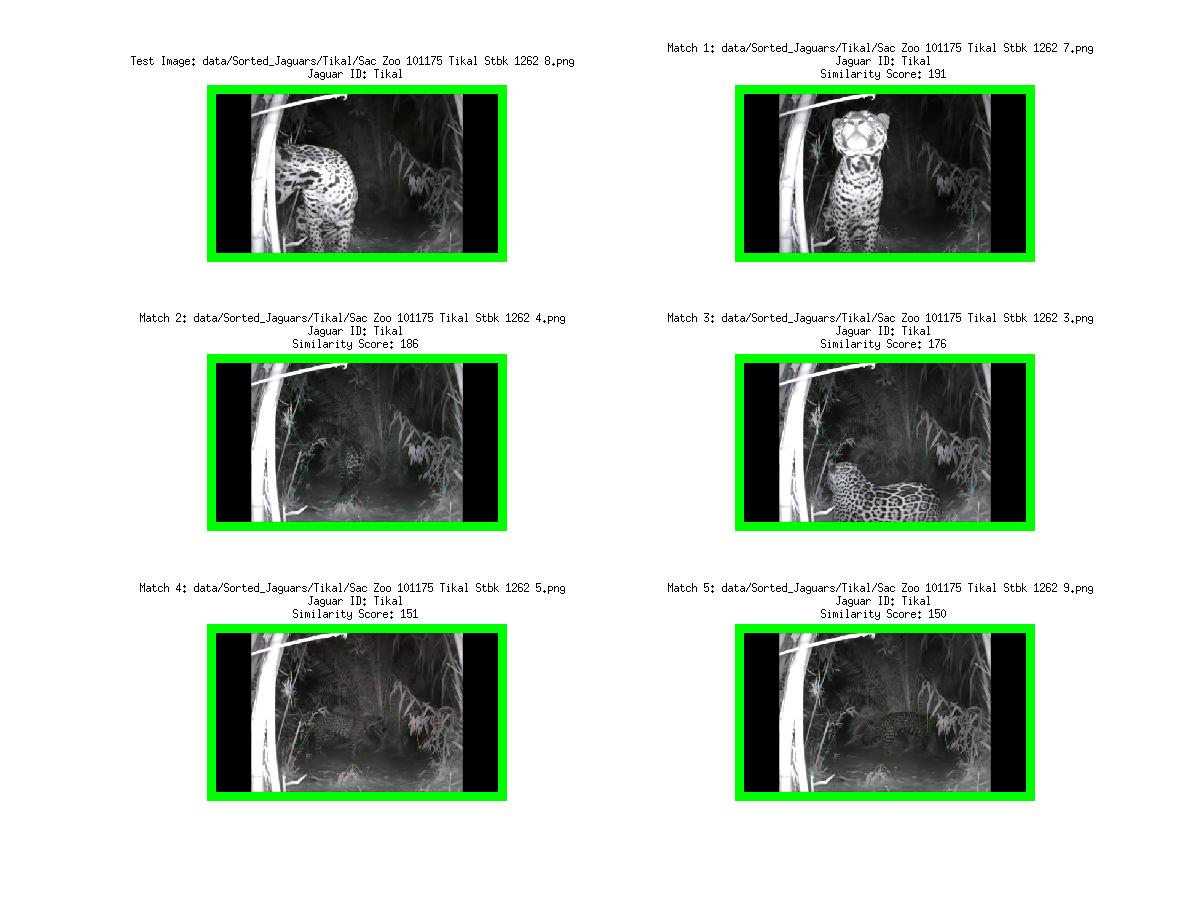 Test Image: data/Sorted_Jaguars/Tikal/Sac Zoo 101175 Tikal Stbk 1262 8.png
Jaguar ID: Tikal
Match 1: data/Sorted_Jaguars/Tikal/Sac Zoo 101175 Tikal Stbk 1262 7.png
Jaguar ID: Tikal
Similarity Score: 191
Match 2: data/Sorted_Jaguars/Tikal/Sac Zoo 101175 Tikal Stbk 1262 4.png
Jaguar ID: Tikal
Similarity Score: 186
Match 3: data/Sorted_Jaguars/Tikal/Sac Zoo 101175 Tikal Stbk 1262 3.png
Jaguar ID: Tikal
Similarity Score: 176
Match 4: data/Sorted_Jaguars/Tikal/Sac Zoo 101175 Tikal Stbk 1262 5.png
Jaguar ID: Tikal
Similarity Score: 151
Match 5: data/Sorted_Jaguars/Tikal/Sac Zoo 101175 Tikal Stbk 1262 9.png
Jaguar ID: Tikal
Similarity Score: 150